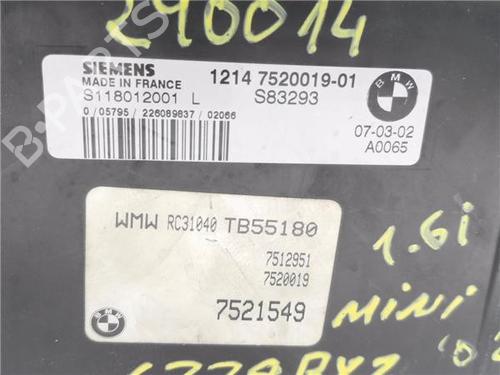 290014
SIEMENS
MADE IN FRANCE
1214 7520019-01
S118012001 L S83293
BMW
0 / 05795 / 226089837 / 02066
07-03-02
A0065
WMW RC31040 TB55180
7512951
7520019
7521549
BMW
1.6i
MINI
B-PARTS